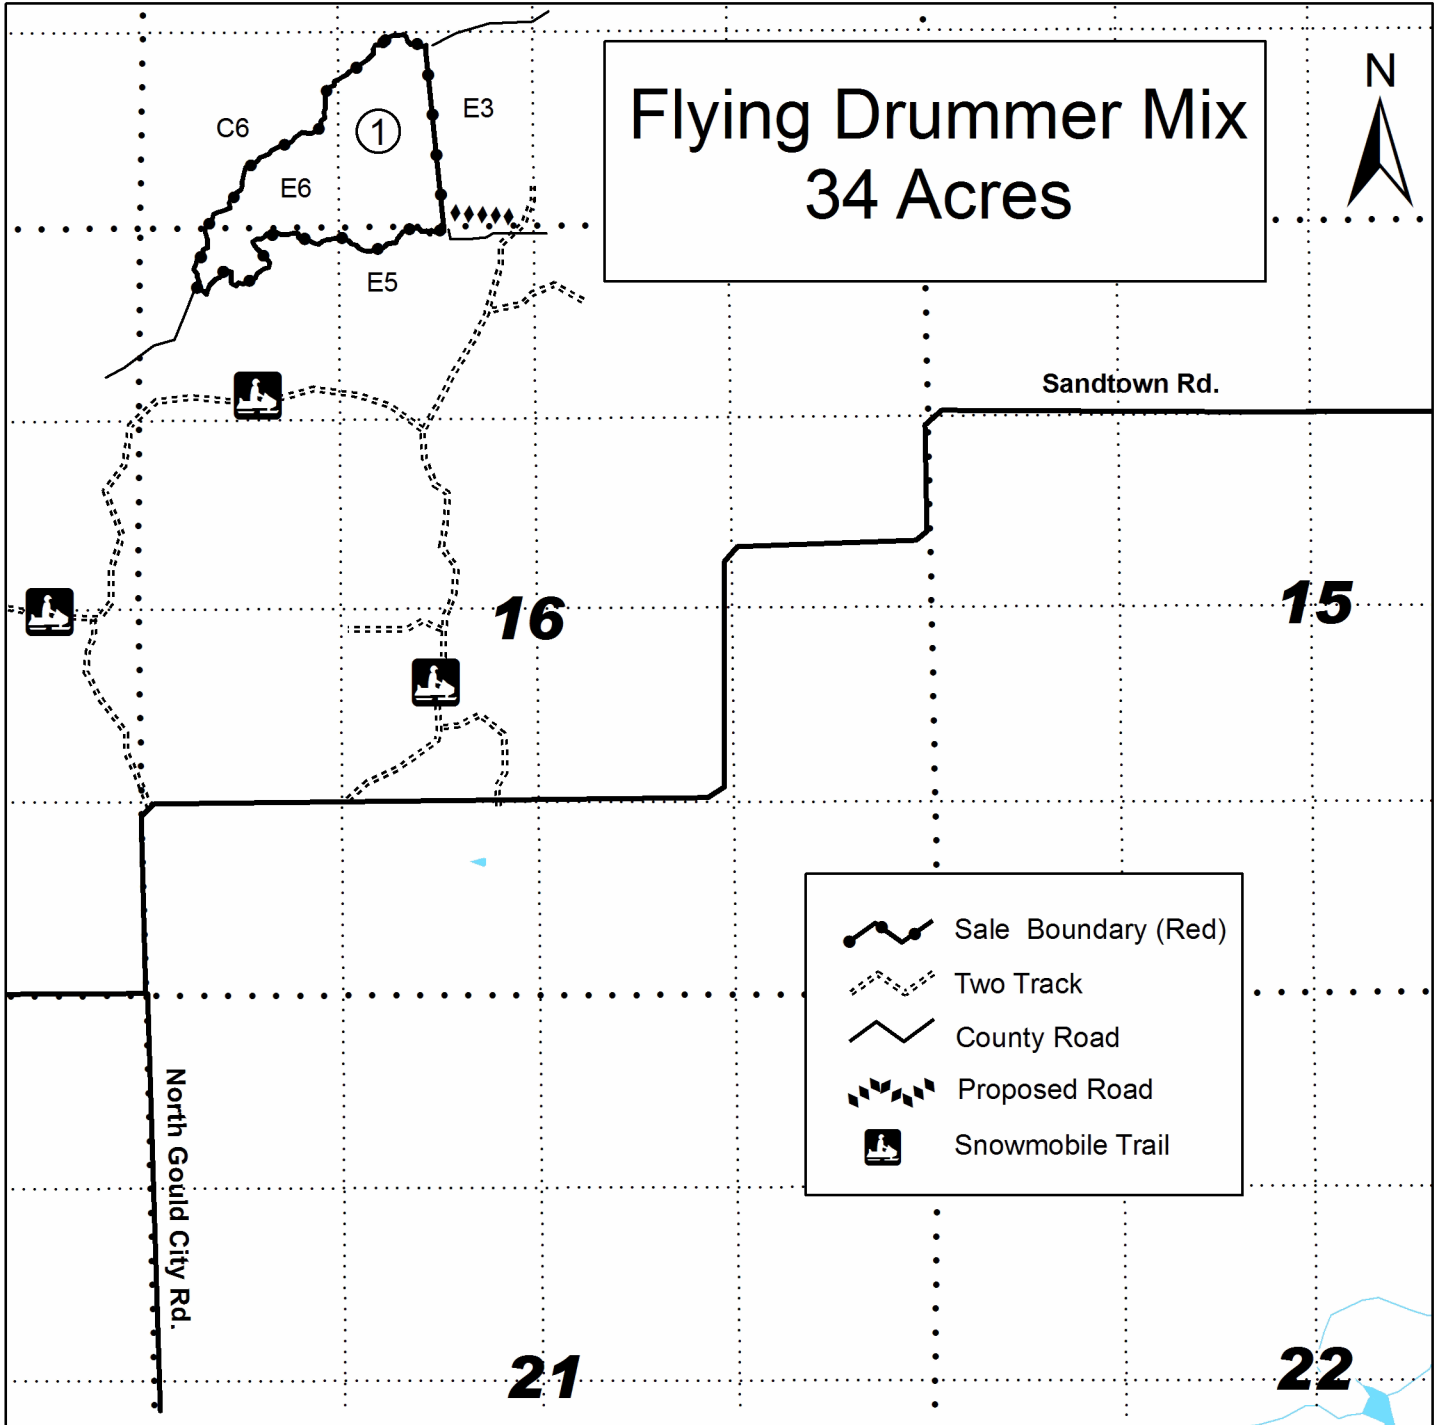 Flying Drummer Mix
34 Acres
N
C6
1
E3
E6
E5
Sandtown Rd.
16
15
Sale Boundary (Red)
Two Track
County Road
Proposed Road
Snowmobile Trail
North Gould City Rd.
21
22